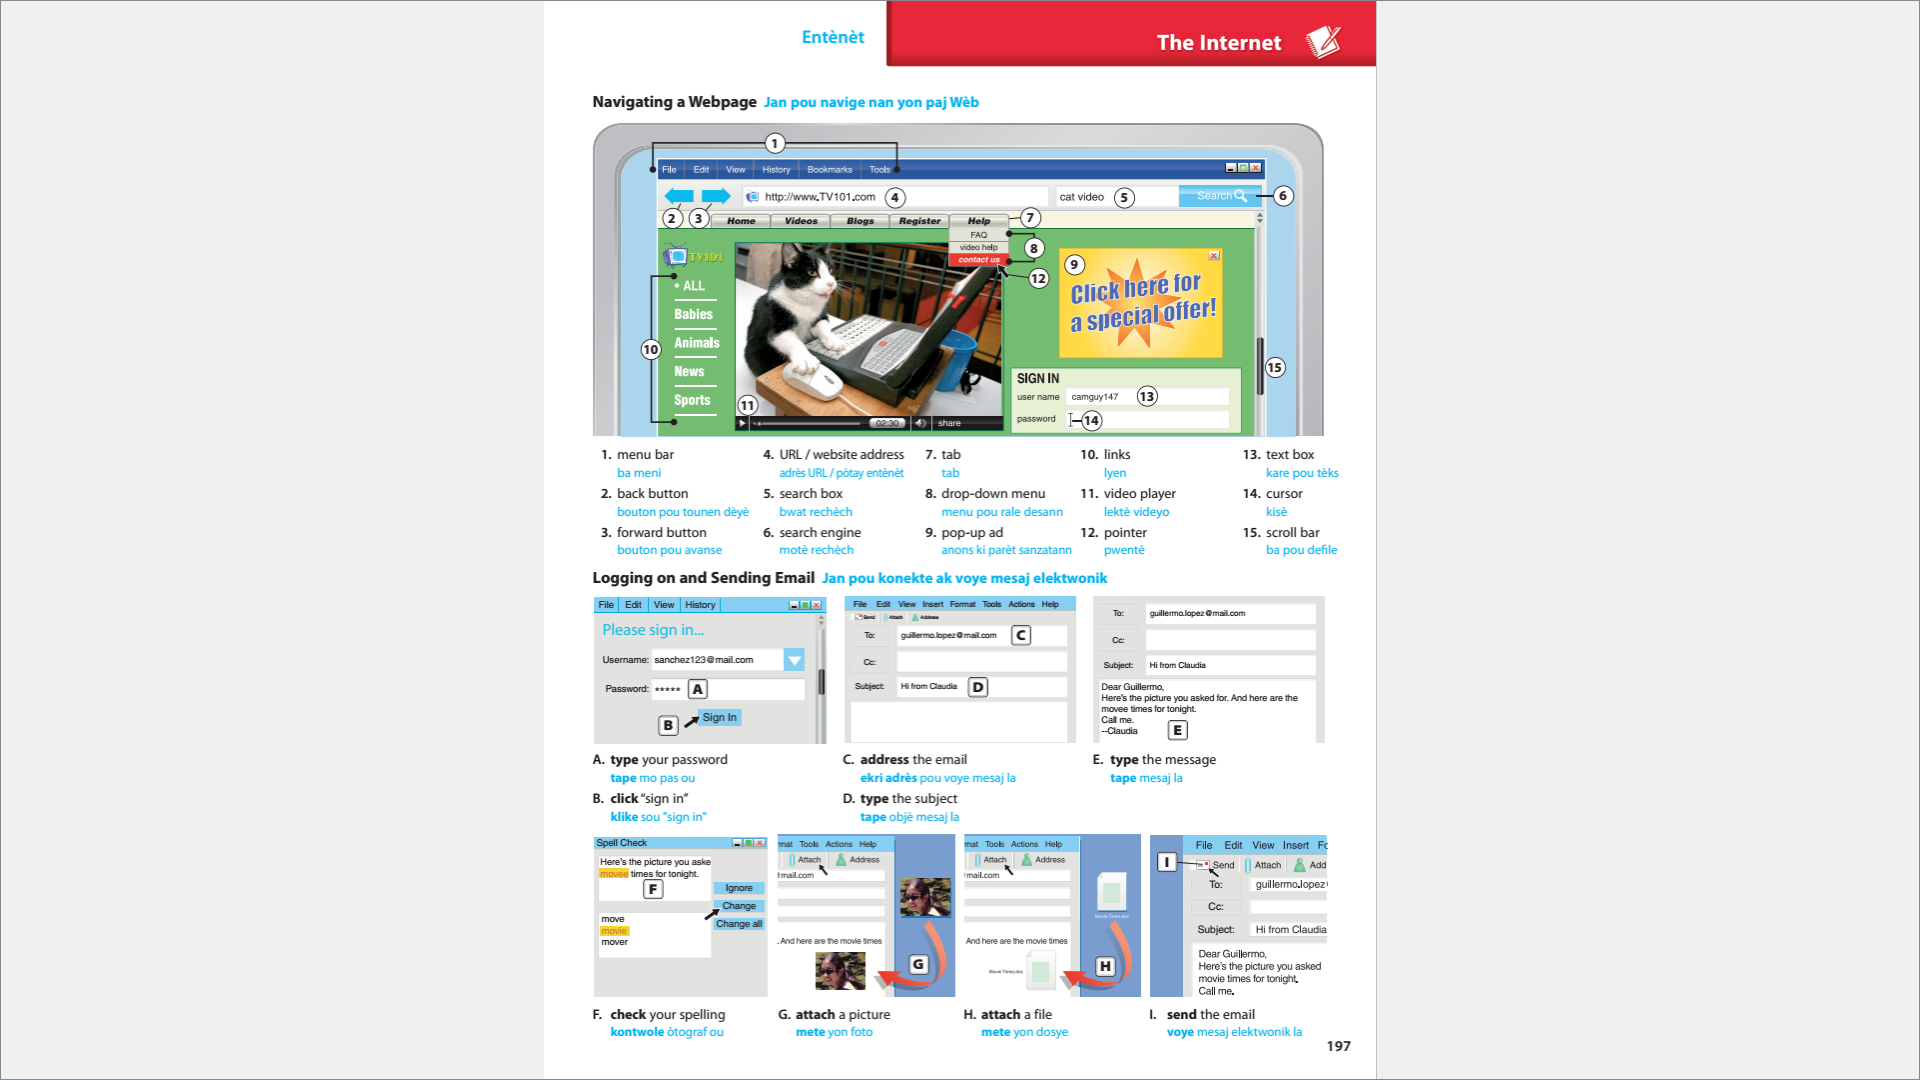 Entènèt
The Internet
Navigating a Webpage Jan pou navige nan yon paj Wèb
1
File Edit View History Bookmarks Tools
http://www.TV101.com 4 cat video 5 Search 6
2 3 Home Videos Blogs Register Help 7
FAQ
video help 8
contact us
TV101
9
12
Click here for
a special offer!
• ALL
Babies
Animals
10
News
Sports
15
SIGN IN
user name camguy147 13
password 14
11
02:30 share
1. menu bar
ba meni
2. back button
bouton pou tounen dèyè
3. forward button
bouton pou avanse
4. URL / website address
adrès URL / pòtay entènèt
5. search box
bwat rechèch
6. search engine
motè rechèch
7. tab
tab
8. drop-down menu
menu pou rale desann
9. pop-up ad
anons ki parèt sanzatann
10. links
lyen
11. video player
lektè videyo
12. pointer
pwentè
13. text box
kare pou tèks
14. cursor
kisè
15. scroll bar
ba pou defile
Logging on and Sending Email Jan pou konekte ak voye mesaj elektwonik
File Edit View History
Please sign in...
Username: sanchez123@mail.com
Password: ***** A
B Sign In
File Edit View Insert Format Tools Actions Help
Send Attach Address
To: guillermo.lopez@mail.com C
Cc:
Subject: Hi from Claudia D
To: guillermo.lopez@mail.com
Cc:
Subject: Hi from Claudia
Dear Guillermo,
Here's the picture you asked for. And here are the
movee times for tonight.
Call me.
--Claudia E
A. type your password
tape mo pas ou
B. click “sign in”
klike sou "sign in"
C. address the email
ekri adrès pou voye mesaj la
D. type the subject
tape objè mesaj la
E. type the message
tape mesaj la
Spell Check
Here's the picture you aske
movee times for tonight.
F
Ignore
Change
Change all
move
movie
mover
mat Tools Actions Help
Attach Address
mail.com
. And here are the movie times
G
mat Tools Actions Help
Attach Address
mail.com
Movie Times.doc
And here are the movie times
Movie Times.doc
H
File Edit View Insert Fo
I Send Attach Add
To: guillermo.lopez
Cc:
Subject: Hi from Claudia
Dear Guillermo,
Here's the picture you asked
movie times for tonight.
Call me.
F. check your spelling
kontwole òtograf ou
G. attach a picture
mete yon foto
H. attach a file
mete yon dosye
I. send the email
voye mesaj elektwonik la
197